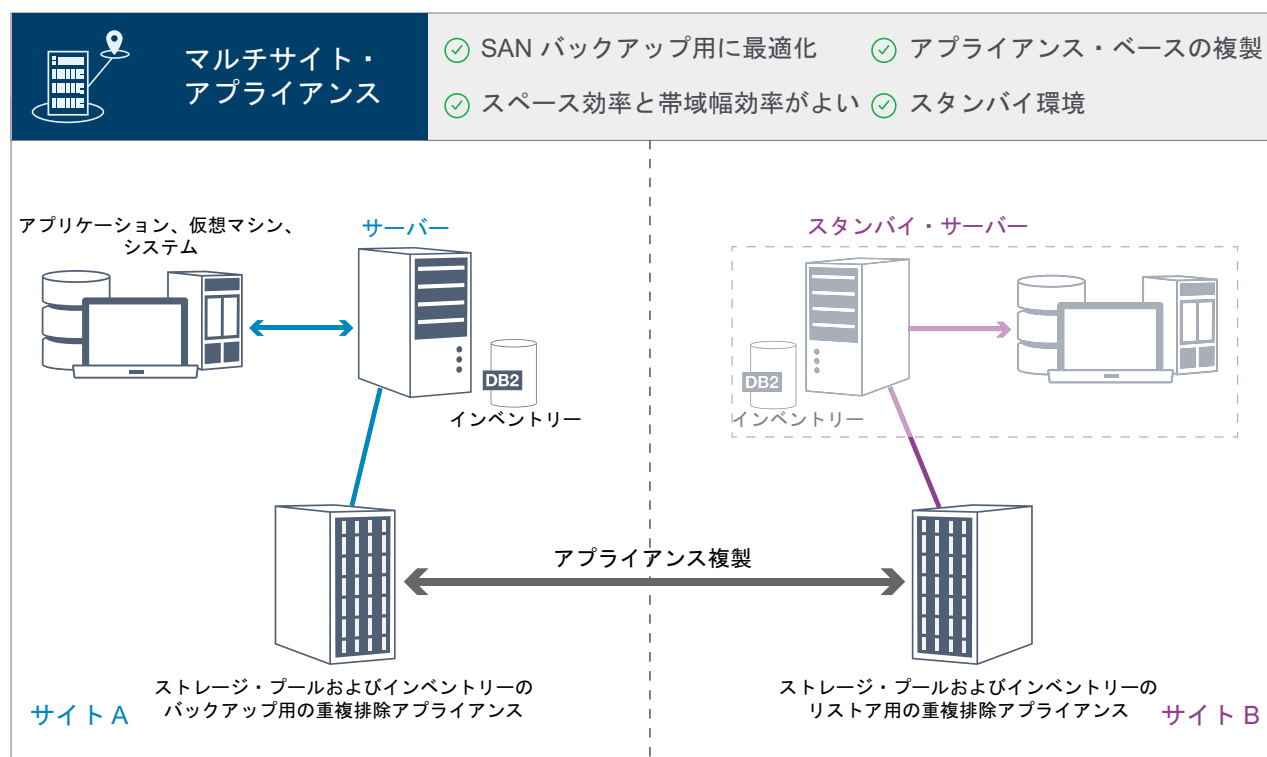 マルチサイト・
アプライアンス
SAN バックアップ用に最適化
アプライアンス・ベースの複製
スペース効率と帯域幅効率がよい
スタンバイ環境
アプリケーション、仮想マシン、
システム
サーバー
DB2
インベントリー
スタンバイ・サーバー
DB2
インベントリー
アプライアンス複製
ストレージ・プールおよびインベントリーの
バックアップ用の重複排除アプライアンス
サイト A
ストレージ・プールおよびインベントリーの
リストア用の重複排除アプライアンス
サイト B